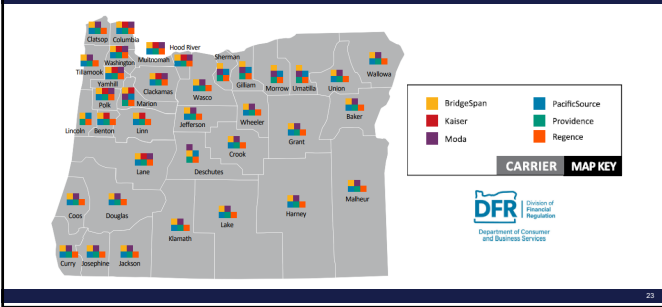 Clatsop Columbia
Hood River
Sherman
Washington Multnomah
Wallowa
Tillamook
Yamhill
Clackamas
Gilliam Morrow Umatilla Union
Wasco
Polk Marion
Baker
Jefferson
Wheeler
Lincoln Benton Linn
Grant
Crook
Lane
Deschutes
Malheur
Coos Douglas
Harney
Lake
Klamath
Curry Josephine Jackson
BridgeSpan
Kaiser
Moda
PacificSource
Providence
Regence
CARRIER MAP KEY
DFR
Division of
Financial
Regulation
Department of Consumer
and Business Services
23